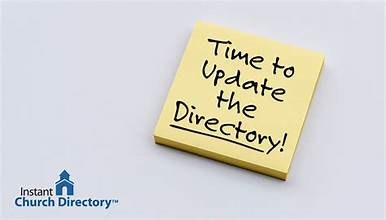 Time to
Update
the
Directory!
Instant
Church Directory™